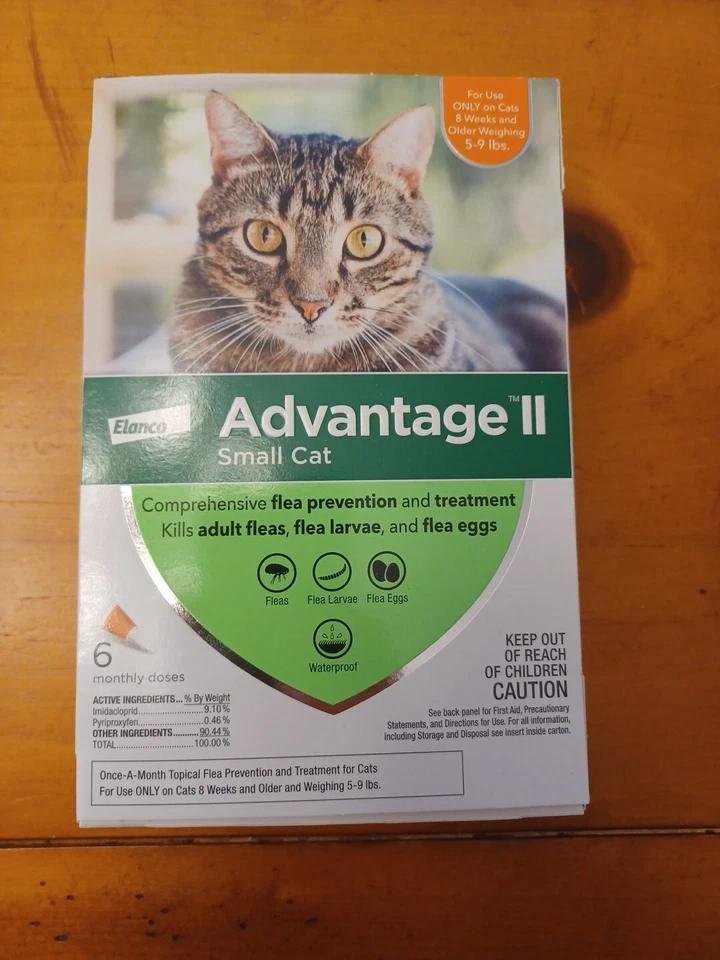 For Use
ONLY on Cats
8 Weeks and
Older Weighing
5-9 lbs.
Elanco
Advantage™ II
Small Cat
Comprehensive flea prevention and treatment
Kills adult fleas, flea larvae, and flea eggs
Fleas Flea Larvae Flea Eggs
Waterproof
6
monthly doses
ACTIVE INGREDIENTS... % By Weight
Imidacloprid...........................9.10%
Pyriproxyfen...........................0.46%
OTHER INGREDIENTS..........90.44%
TOTAL................................100.00%
KEEP OUT
OF REACH
OF CHILDREN
CAUTION
See back panel for First Aid, Precautionary
Statements, and Directions for Use. For all information,
including Storage and Disposal see insert inside carton.
Once-A-Month Topical Flea Prevention and Treatment for Cats
For Use ONLY on Cats 8 Weeks and Older and Weighing 5-9 lbs.